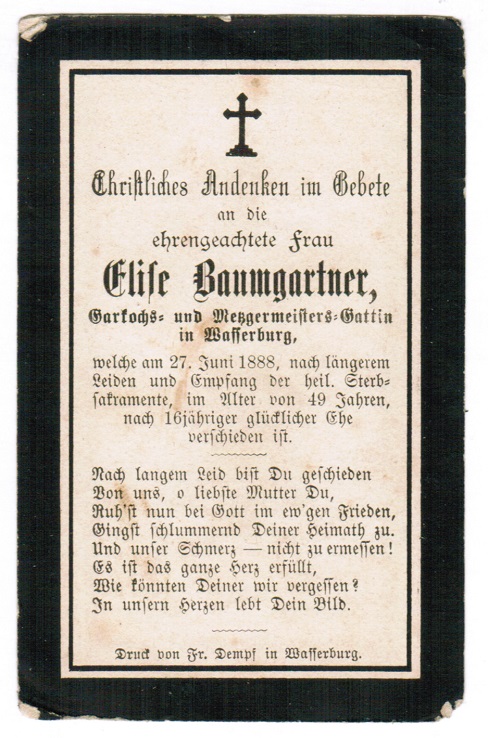 Christliches Andenken im Gebete
an die
ehrengeachtete Frau
Elise Baumgartner,
Garkochs- und Metzgermeisters-Gattin
in Wasserburg,
welche am 27. Juni 1888, nach längerem
Leiden und Empfang der heil. Sterb-
sakramente, im Alter von 49 Jahren,
nach 16jähriger glücklicher Ehe
verschieden ist.
Nach langem Leid bist Du geschieden
Von uns, o liebste Mutter Du,
Ruh'st nun bei Gott im ew'gen Frieden,
Gingst schlummernd Deiner Heimath zu.
Und unser Schmerz — nicht zu ermessen!
Es ist das ganze Herz erfüllt,
Wie könnten Deiner wir vergessen?
In unsern Herzen lebt Dein Bild.
Druck von Fr. Dempf in Wasserburg.